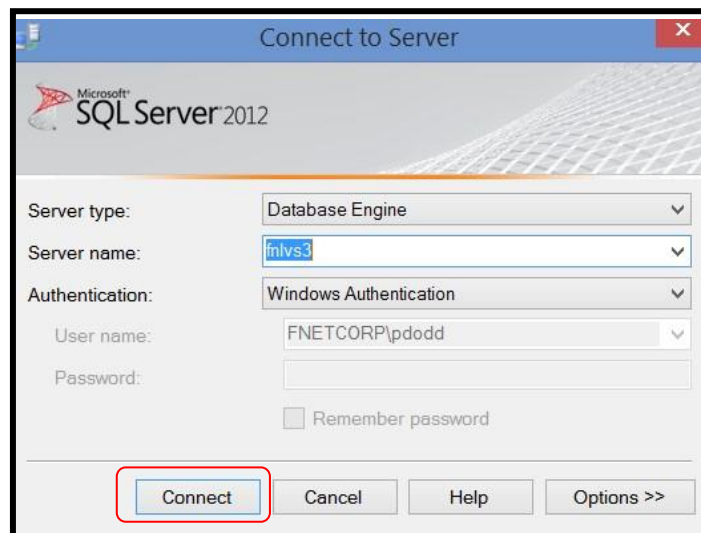 Connect to Server
x
Microsoft®
SQL Server® 2012
Server type: Database Engine
Server name: fnlvs3
Authentication: Windows Authentication
User name: FNETCORP\pdodd
Password:
Remember password
Connect Cancel Help Options >>